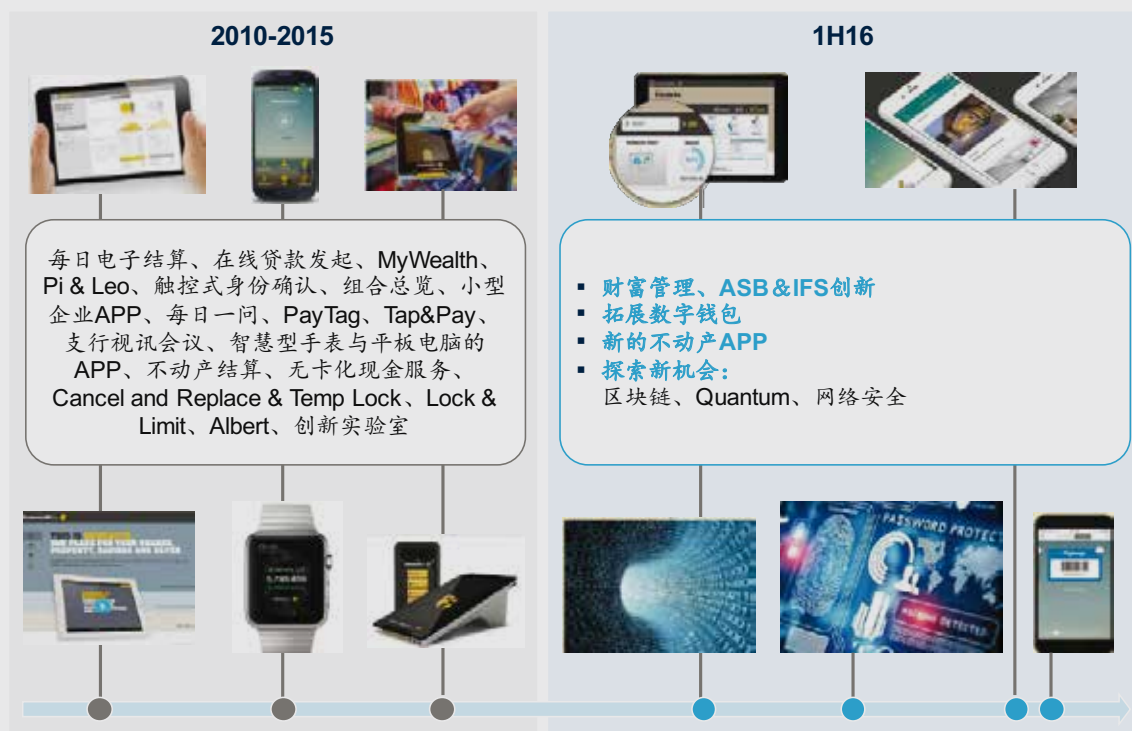 2010-2015
1H16
每日电子结算、在线贷款发起、MyWealth、
Pi & Leo、触控式身份确认、组合总览、小型
企业APP、每日一问、PayTag、Tap&Pay、
支行视讯会议、智慧型手表与平板电脑的
APP、不动产结算、无卡化现金服务、
Cancel and Replace & Temp Lock、Lock &
Limit、Albert、创新实验室
▪ 财富管理、ASB&IFS创新
▪ 拓展数字钱包
▪ 新的不动产APP
▪ 探索新机会：
区块链、Quantum、网络安全
PASSWORD PROTECT
DETECTED